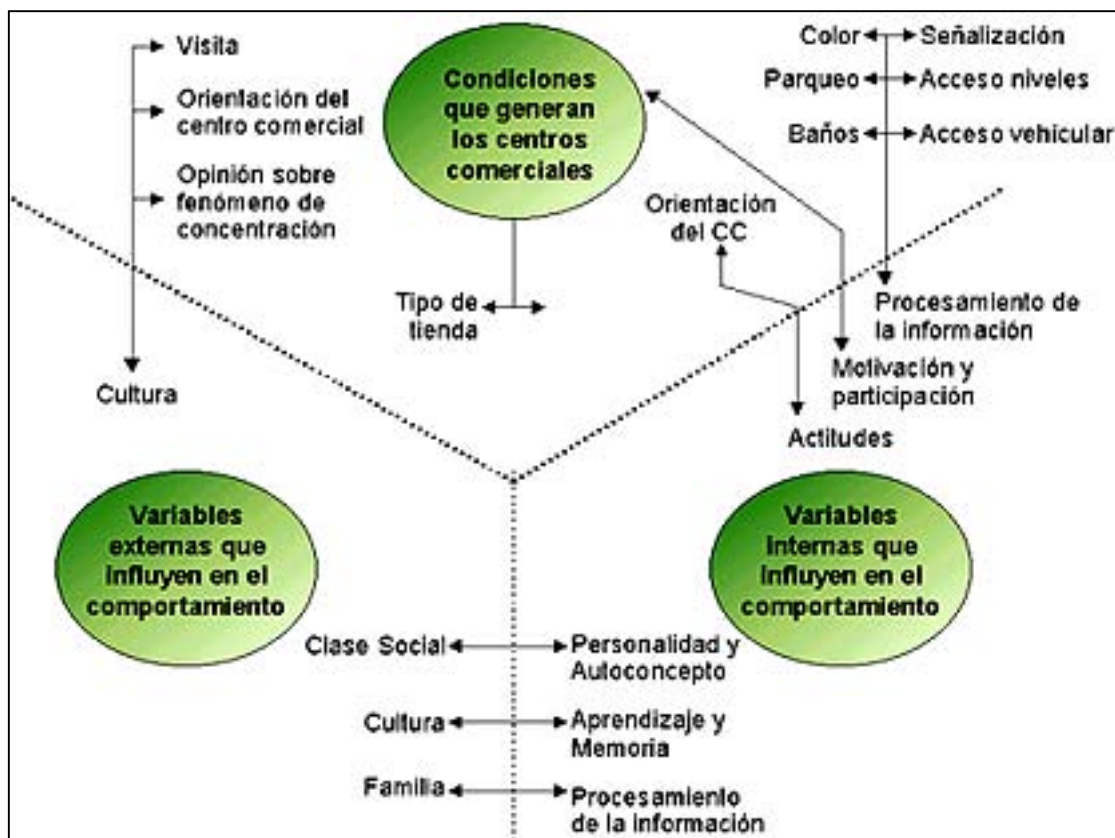 Visita
Orientación del
centro comercial
Opinión sobre
fenómeno de
concentración
Cultura
Condiciones
que generan
los centros
comerciales
Tipo de
tienda
Color
Señalización
Parqueo
Acceso niveles
Baños
Acceso vehícular
Orientación
del CC
Procesamiento de
la información
Motivación y
participación
Actitudes
Variables
externas que
influyen en el
comportamiento
Variables
internas que
influyen en el
comportamiento
Clase Social
Personalidad y
Autoconcepto
Cultura
Aprendizaje y
Memoria
Familia
Procesamiento
de la información